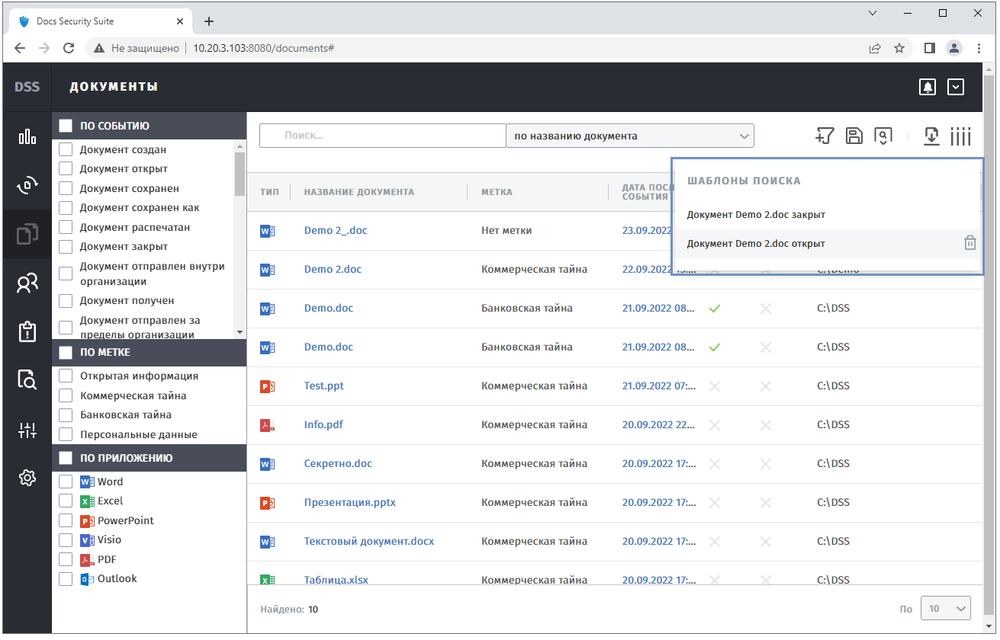 Docs Security Suite
Не защищено
10.20.3.103:8080/documents#
DSS
ДОКУМЕНТЫ
ПО СОБЫТИЮ
Документ создан
Документ открыт
Документ сохранен
Документ сохранен как
Документ распечатан
Документ закрыт
Документ отправлен внутри
организации
Документ получен
Документ отправлен за
пределы организации
ПО МЕТКЕ
Открытая информация
Коммерческая тайна
Банковская тайна
Персональные данные
ПО ПРИЛОЖЕНИЮ
Word
Excel
PowerPoint
Visio
PDF
Outlook
Поиск...
по названию документа
ШАБЛОНЫ ПОИСКА
Документ Demo 2.doc закрыт
Документ Demo 2.doc открыт
ТИП НАЗВАНИЕ ДОКУМЕНТА МЕТКА ДАТА ПОСЛ
СОБЫТИЯ
Demo 2_.doc Нет метки 23.09.2022
Demo 2.doc Коммерческая тайна 22.09.2022 C:\Demo
Demo.doc Банковская тайна 21.09.2022 08... C:\DSS
Demo.doc Банковская тайна 21.09.2022 08... C:\DSS
Test.ppt Коммерческая тайна 21.09.2022 07:... C:\DSS
Info.pdf Коммерческая тайна 20.09.2022 22... C:\DSS
Секретно.doc Коммерческая тайна 20.09.2022 17:... C:\DSS
Презентация.pptx Коммерческая тайна 20.09.2022 17:... C:\DSS
Текстовый документ.docx Коммерческая тайна 20.09.2022 17:... C:\DSS
Таблица.xlsx Коммерческая тайна 20.09.2022 17:... C:\DSS
Найдено: 10
По 10